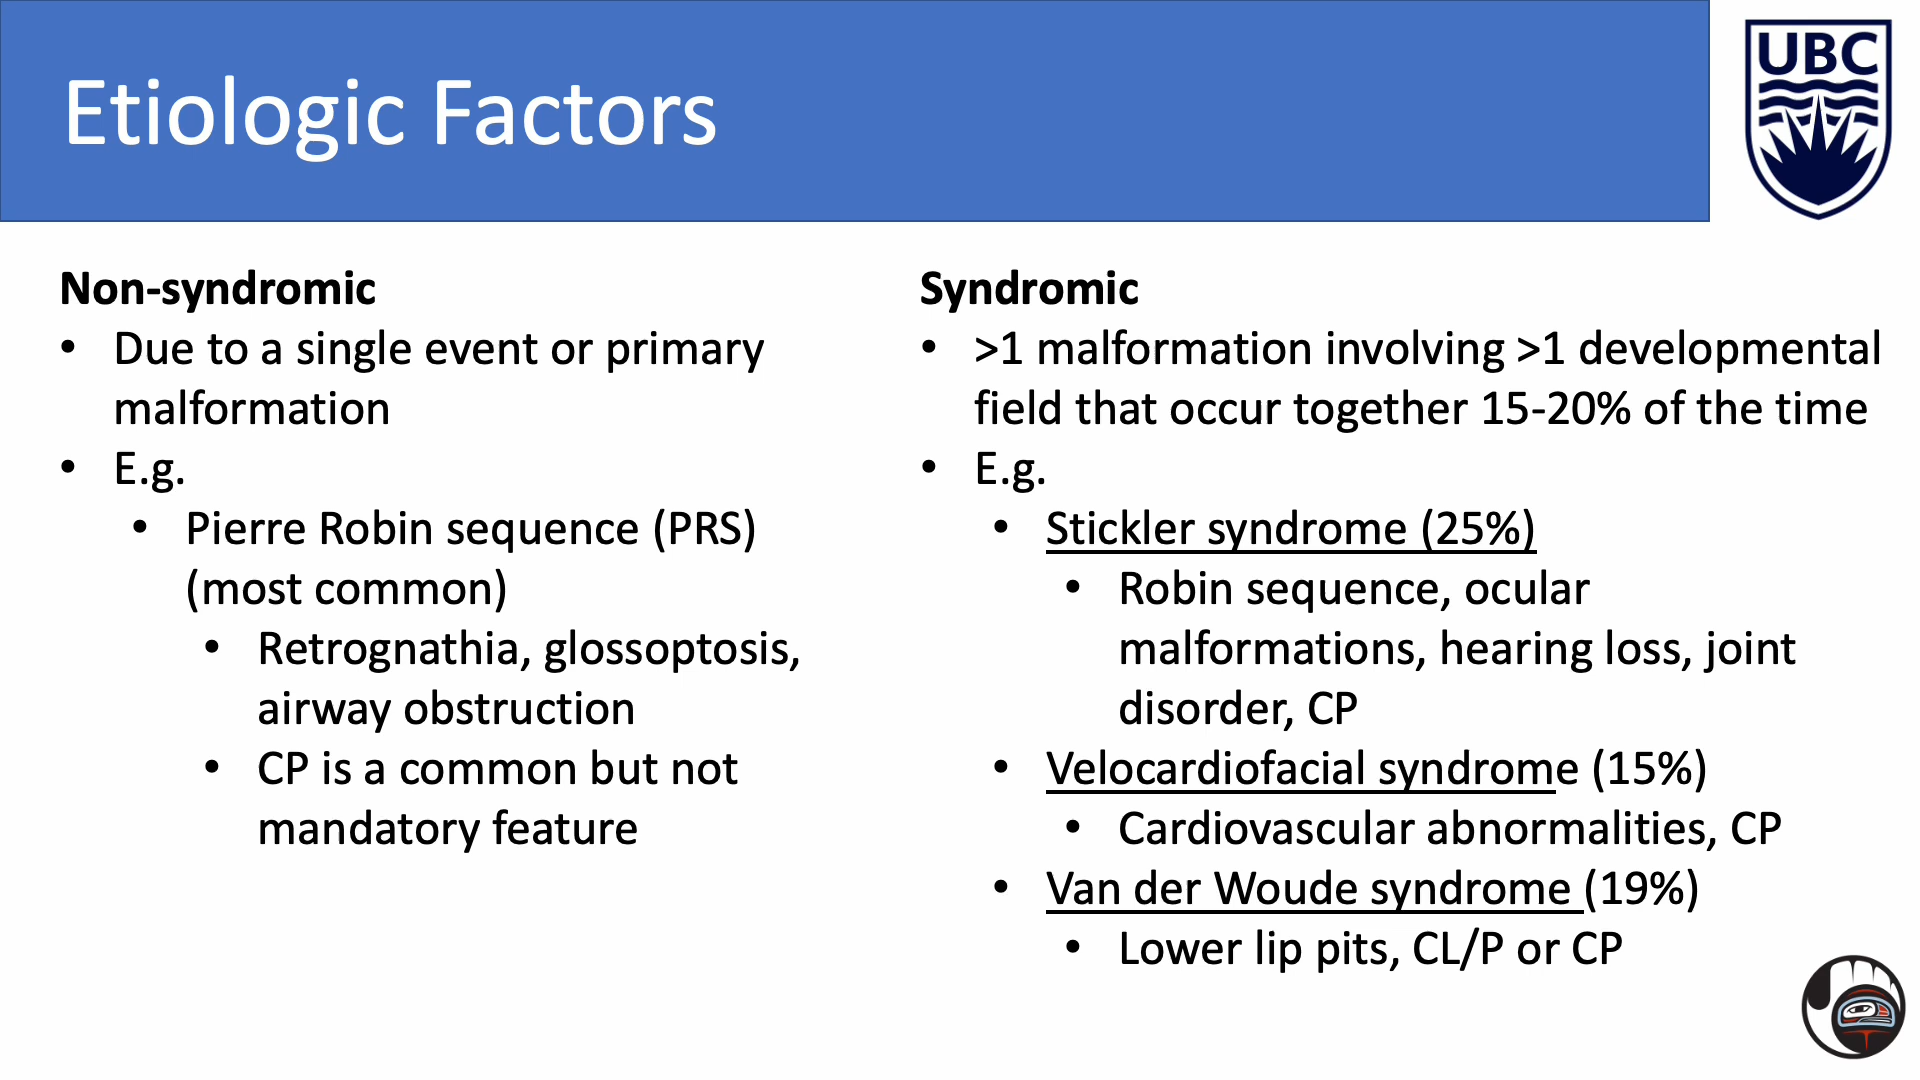 Etiologic Factors
UBC
Non-syndromic
• Due to a single event or primary
malformation
• E.g.
• Pierre Robin sequence (PRS)
(most common)
• Retrognathia, glossoptosis,
airway obstruction
• CP is a common but not
mandatory feature
Syndromic
• >1 malformation involving >1 developmental
field that occur together 15-20% of the time
• E.g.
• Stickler syndrome (25%)
• Robin sequence, ocular
malformations, hearing loss, joint
disorder, CP
• Velocardiofacial syndrome (15%)
• Cardiovascular abnormalities, CP
• Van der Woude syndrome (19%)
• Lower lip pits, CL/P or CP